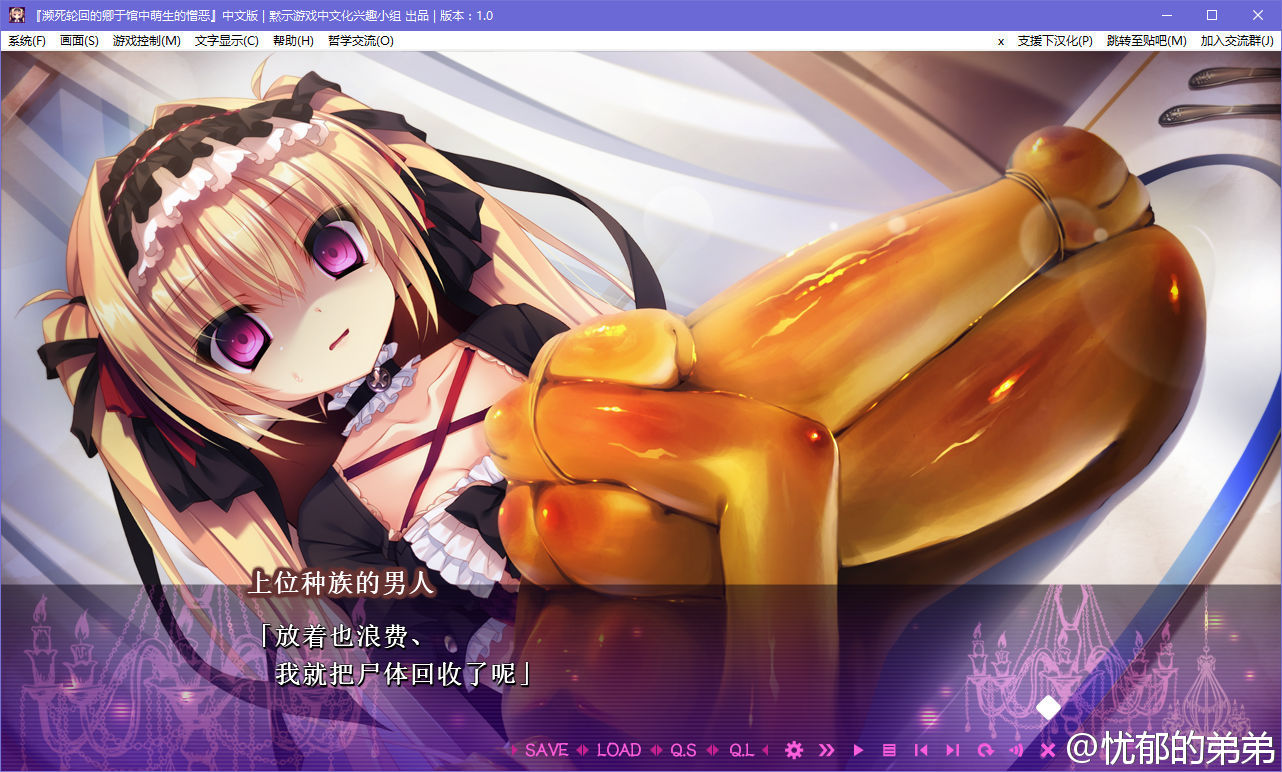 『濒死轮回的卿于馆中萌生的憎恶』中文版 | 黙示游戏中文化兴趣小组 出品 | 版本：1.0
系统(F) 画面(S) 游戏控制(M) 文字显示(C) 帮助(H) 哲学交流(O) x 支援下汉化(P) 跳转至贴吧(M) 加入交流群(J)
上位种族的男人
「放着也浪费、
我就把尸体回收了呢」
SAVE LOAD Q.S Q.L
@忧郁的弟弟